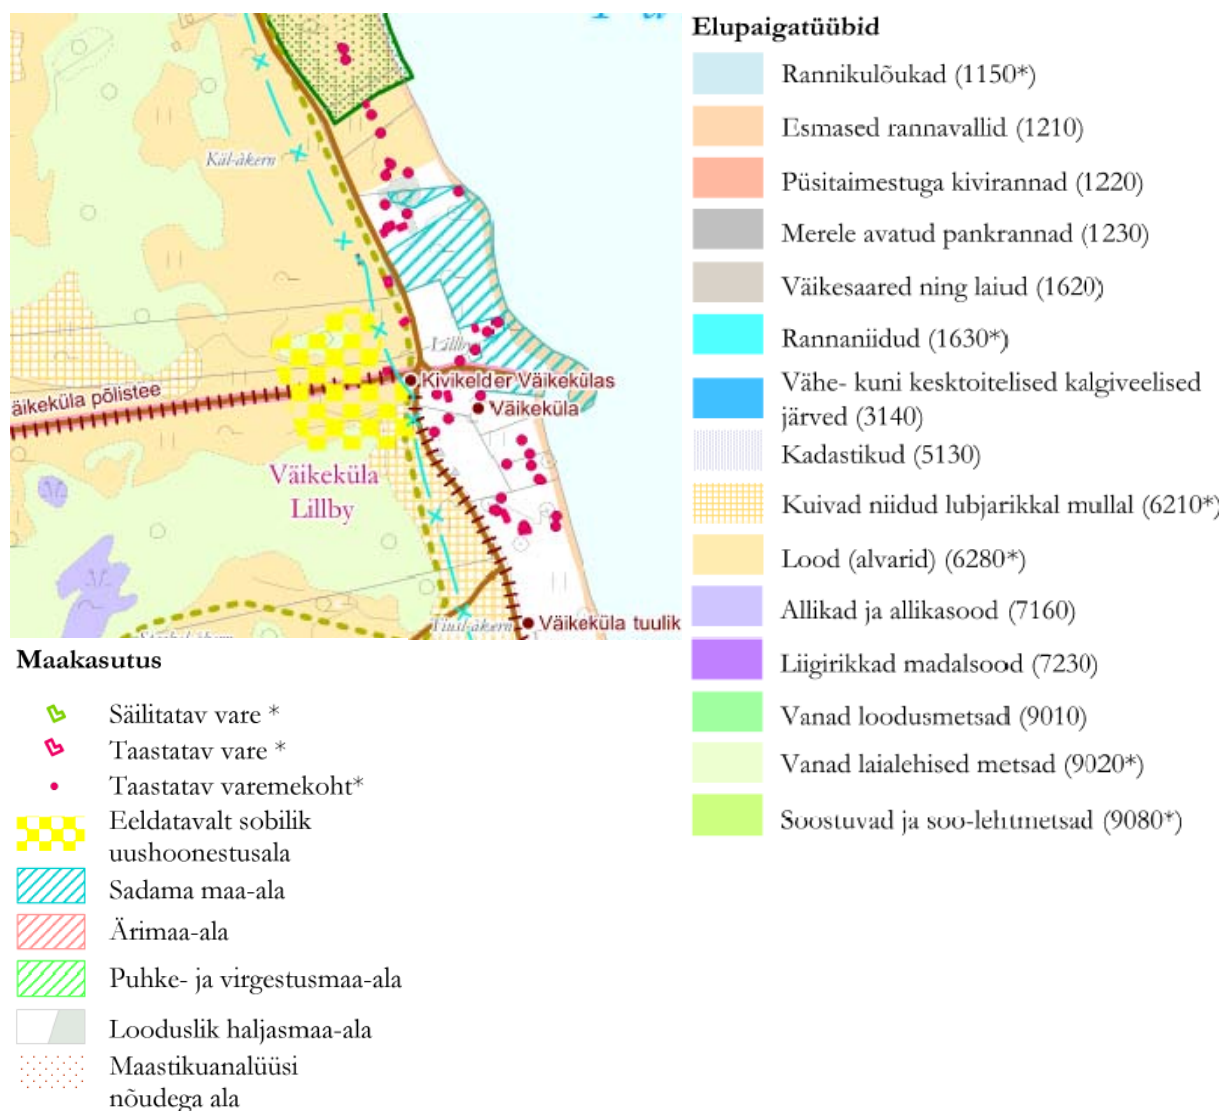 Käl-åkern
Lillby
Kivikelder Väikekülas
äikeküla põlistee
Väikeküla
Väikeküla
Lillby
Väikeküla tuulik
Maakasutus
Säilitatav vare *
Taastatav vare *
Taastatav varemekoht*
Eeldatavalt sobilik
uushoonestusala
Sadama maa-ala
Ärimaa-ala
Puhke- ja virgestusmaa-ala
Looduslik haljasmaa-ala
Maastikuanalüüsi
nõudega ala
Elupaigatüübid
Rannikulõukad (1150*)
Esmased rannavallid (1210)
Püsitaimestuga kivirannad (1220)
Merele avatud pankrannad (1230)
Väikesaared ning laiud (1620)
Rannaniidud (1630*)
Vähe- kuni kesktoitelised kalgiveelised
järved (3140)
Kadastikud (5130)
Kuivad niidud lubjarikkal mullal (6210*)
Lood (alvarid) (6280*)
Allikad ja allikasood (7160)
Liigirikkad madalsood (7230)
Vanad loodusmetsad (9010)
Vanad laialehised metsad (9020*)
Soostuvad ja soo-lehtmetsad (9080*)